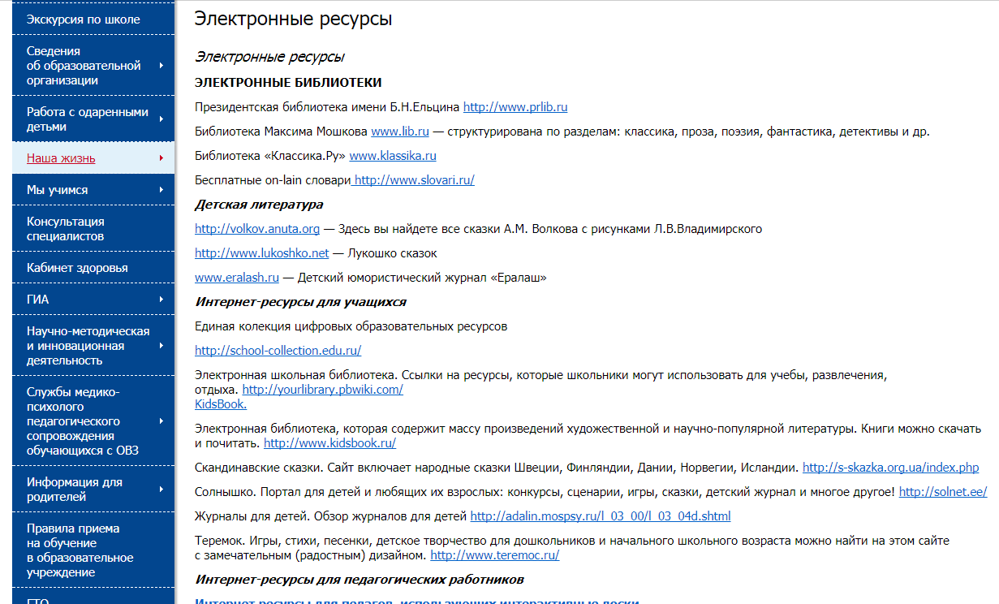 Экскурсия по школе
Сведения
об образовательной
организации
Работа с одаренными
детьми
Наша жизнь
Мы учимся
Консультация
специалистов
Кабинет здоровья
ГИА
Научно-методическая
и инновационная
деятельность
Службы медико-
психолого
педагогического
сопровождения
обучающихся с ОВЗ
Информация для
родителей
Правила приема
на обучение
в образовательное
учреждение
ГТО
Электронные ресурсы
Электронные ресурсы
ЭЛЕКТРОННЫЕ БИБЛИОТЕКИ
Президентская библиотека имени Б.Н.Ельцина http://www.prlib.ru
Библиотека Максима Мошкова www.lib.ru — структурирована по разделам: классика, проза, поэзия, фантастика, детективы и др.
Библиотека «Классика.Ру» www.klassika.ru
Бесплатные on-lain словари http://www.slovari.ru/
Детская литература
http://volkov.anuta.org — Здесь вы найдете все сказки А.М. Волкова с рисунками Л.В.Владимирского
http://www.lukoshko.net — Лукошко сказок
www.eralash.ru — Детский юмористический журнал «Ералаш»
Интернет-ресурсы для учащихся
Единая колекция цифровых образовательных ресурсов
http://school-collection.edu.ru/
Электронная школьная библиотека. Ссылки на ресурсы, которые школьники могут использовать для учебы, развлечения,
отдыха. http://yourlibrary.pbwiki.com/
KidsBook.
Электронная библиотека, которая содержит массу произведений художественной и научно-популярной литературы. Книги можно скачать
и почитать. http://www.kidsbook.ru/
Скандинавские сказки. Сайт включает народные сказки Швеции, Финляндии, Дании, Норвегии, Исландии. http://s-skazka.org.ua/index.php
Солнышко. Портал для детей и любящих их взрослых: конкурсы, сценарии, игры, сказки, детский журнал и многое другое! http://solnet.ee/
Журналы для детей. Обзор журналов для детей http://adalin.mospsy.ru/l_03_00/l_03_04d.shtml
Теремок. Игры, стихи, песенки, детское творчество для дошкольников и начального школьного возраста можно найти на этом сайте
с замечательным (радостным) дизайном. http://www.teremoc.ru/
Интернет-ресурсы для педагогических работников
Интернет ресурсы для педагов, использующих интерактивные доски